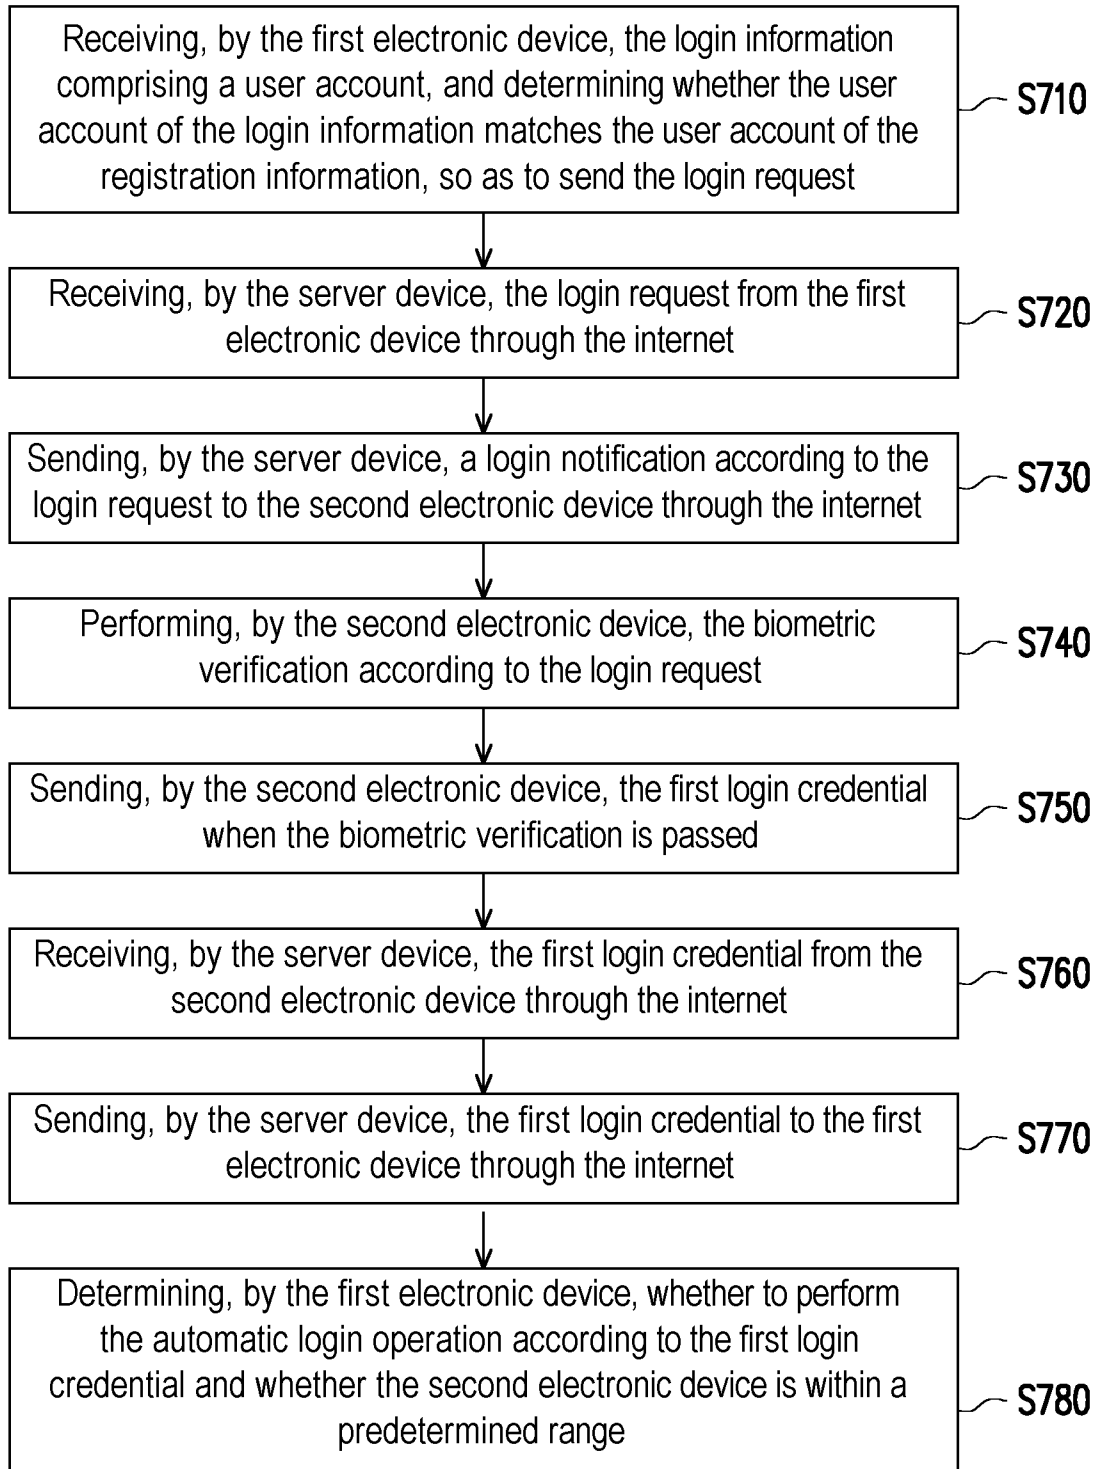 Receiving, by the first electronic device, the login information
comprising a user account, and determining whether the user
account of the login information matches the user account of the
registration information, so as to send the login request
S710
Receiving, by the server device, the login request from the first
electronic device through the internet
S720
Sending, by the server device, a login notification according to the
login request to the second electronic device through the internet
S730
Performing, by the second electronic device, the biometric
verification according to the login request
S740
Sending, by the second electronic device, the first login credential
when the biometric verification is passed
S750
Receiving, by the server device, the first login credential from the
second electronic device through the internet
S760
Sending, by the server device, the first login credential to the first
electronic device through the internet
S770
Determining, by the first electronic device, whether to perform
the automatic login operation according to the first login
credential and whether the second electronic device is within a
predetermined range
S780